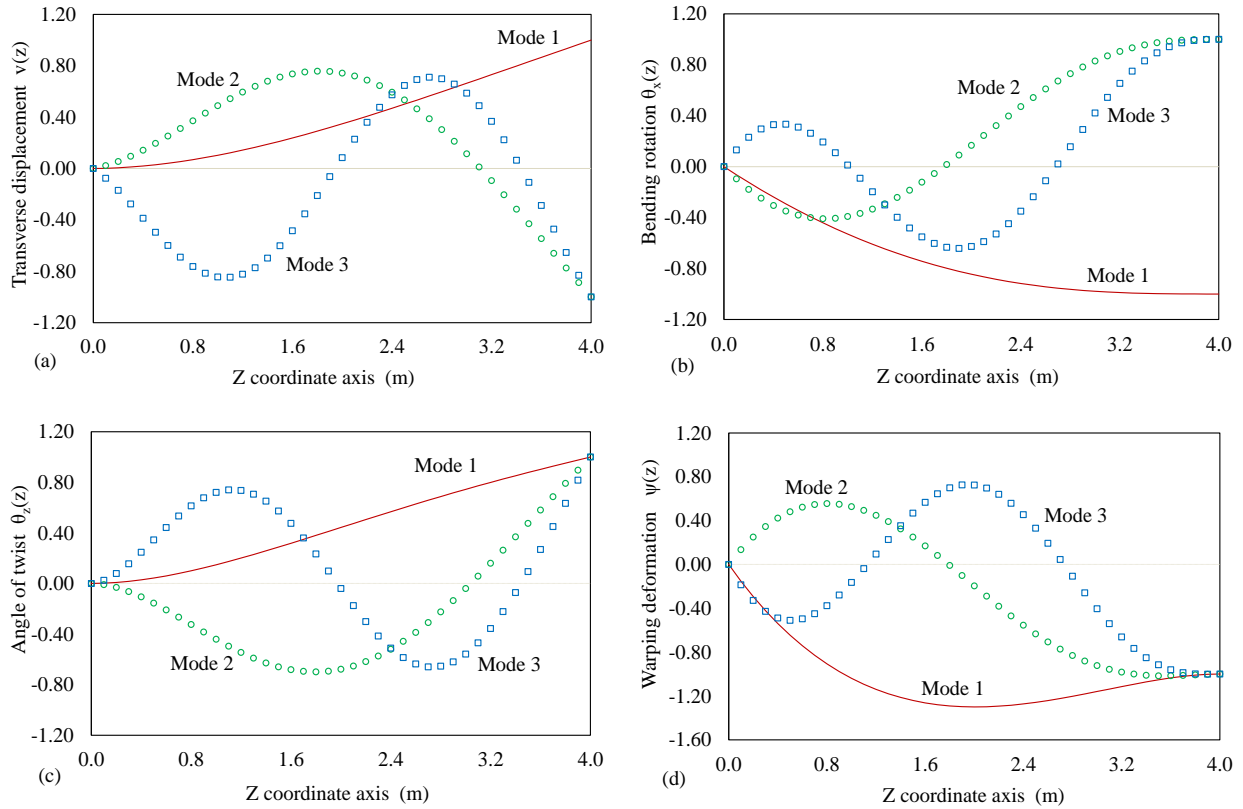 1.20
0.80
0.40
0.00
-0.40
-0.80
-1.20
Transverse displacement v(z)
Mode 1
Mode 2
Mode 3
0.0 0.8 1.6 2.4 3.2 4.0
(a)
Z coordinate axis (m)
1.20
0.80
0.40
0.00
-0.40
-0.80
-1.20
Bending rotation θx(z)
Mode 2
Mode 3
Mode 1
0.0 0.8 1.6 2.4 3.2 4.0
(b)
Z coordinate axis (m)
1.20
0.80
0.40
0.00
-0.40
-0.80
-1.20
Angle of twist θz(z)
Mode 1
Mode 2
Mode 3
0.0 0.8 1.6 2.4 3.2 4.0
(c)
Z coordinate axis (m)
1.20
0.80
0.40
0.00
-0.40
-0.80
-1.20
-1.60
Warping deformation ψ(z)
Mode 2
Mode 3
Mode 1
0.0 0.8 1.6 2.4 3.2 4.0
(d)
Z coordinate axis (m)